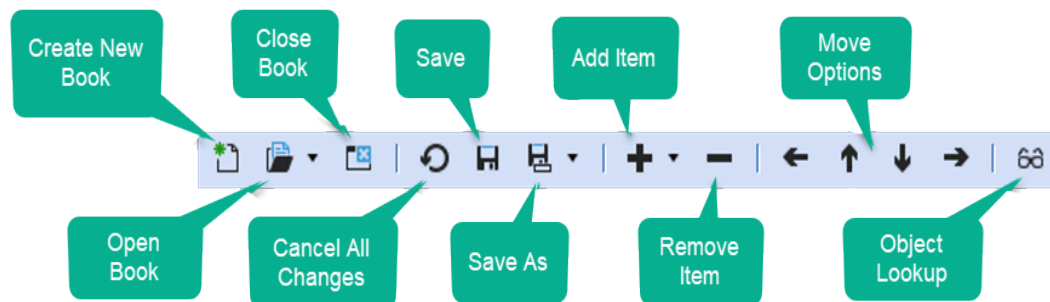 Create New
Book
Close
Book
Save
Add Item
Move
Options
Open
Book
Cancel All
Changes
Save As
Remove
Item
Object
Lookup